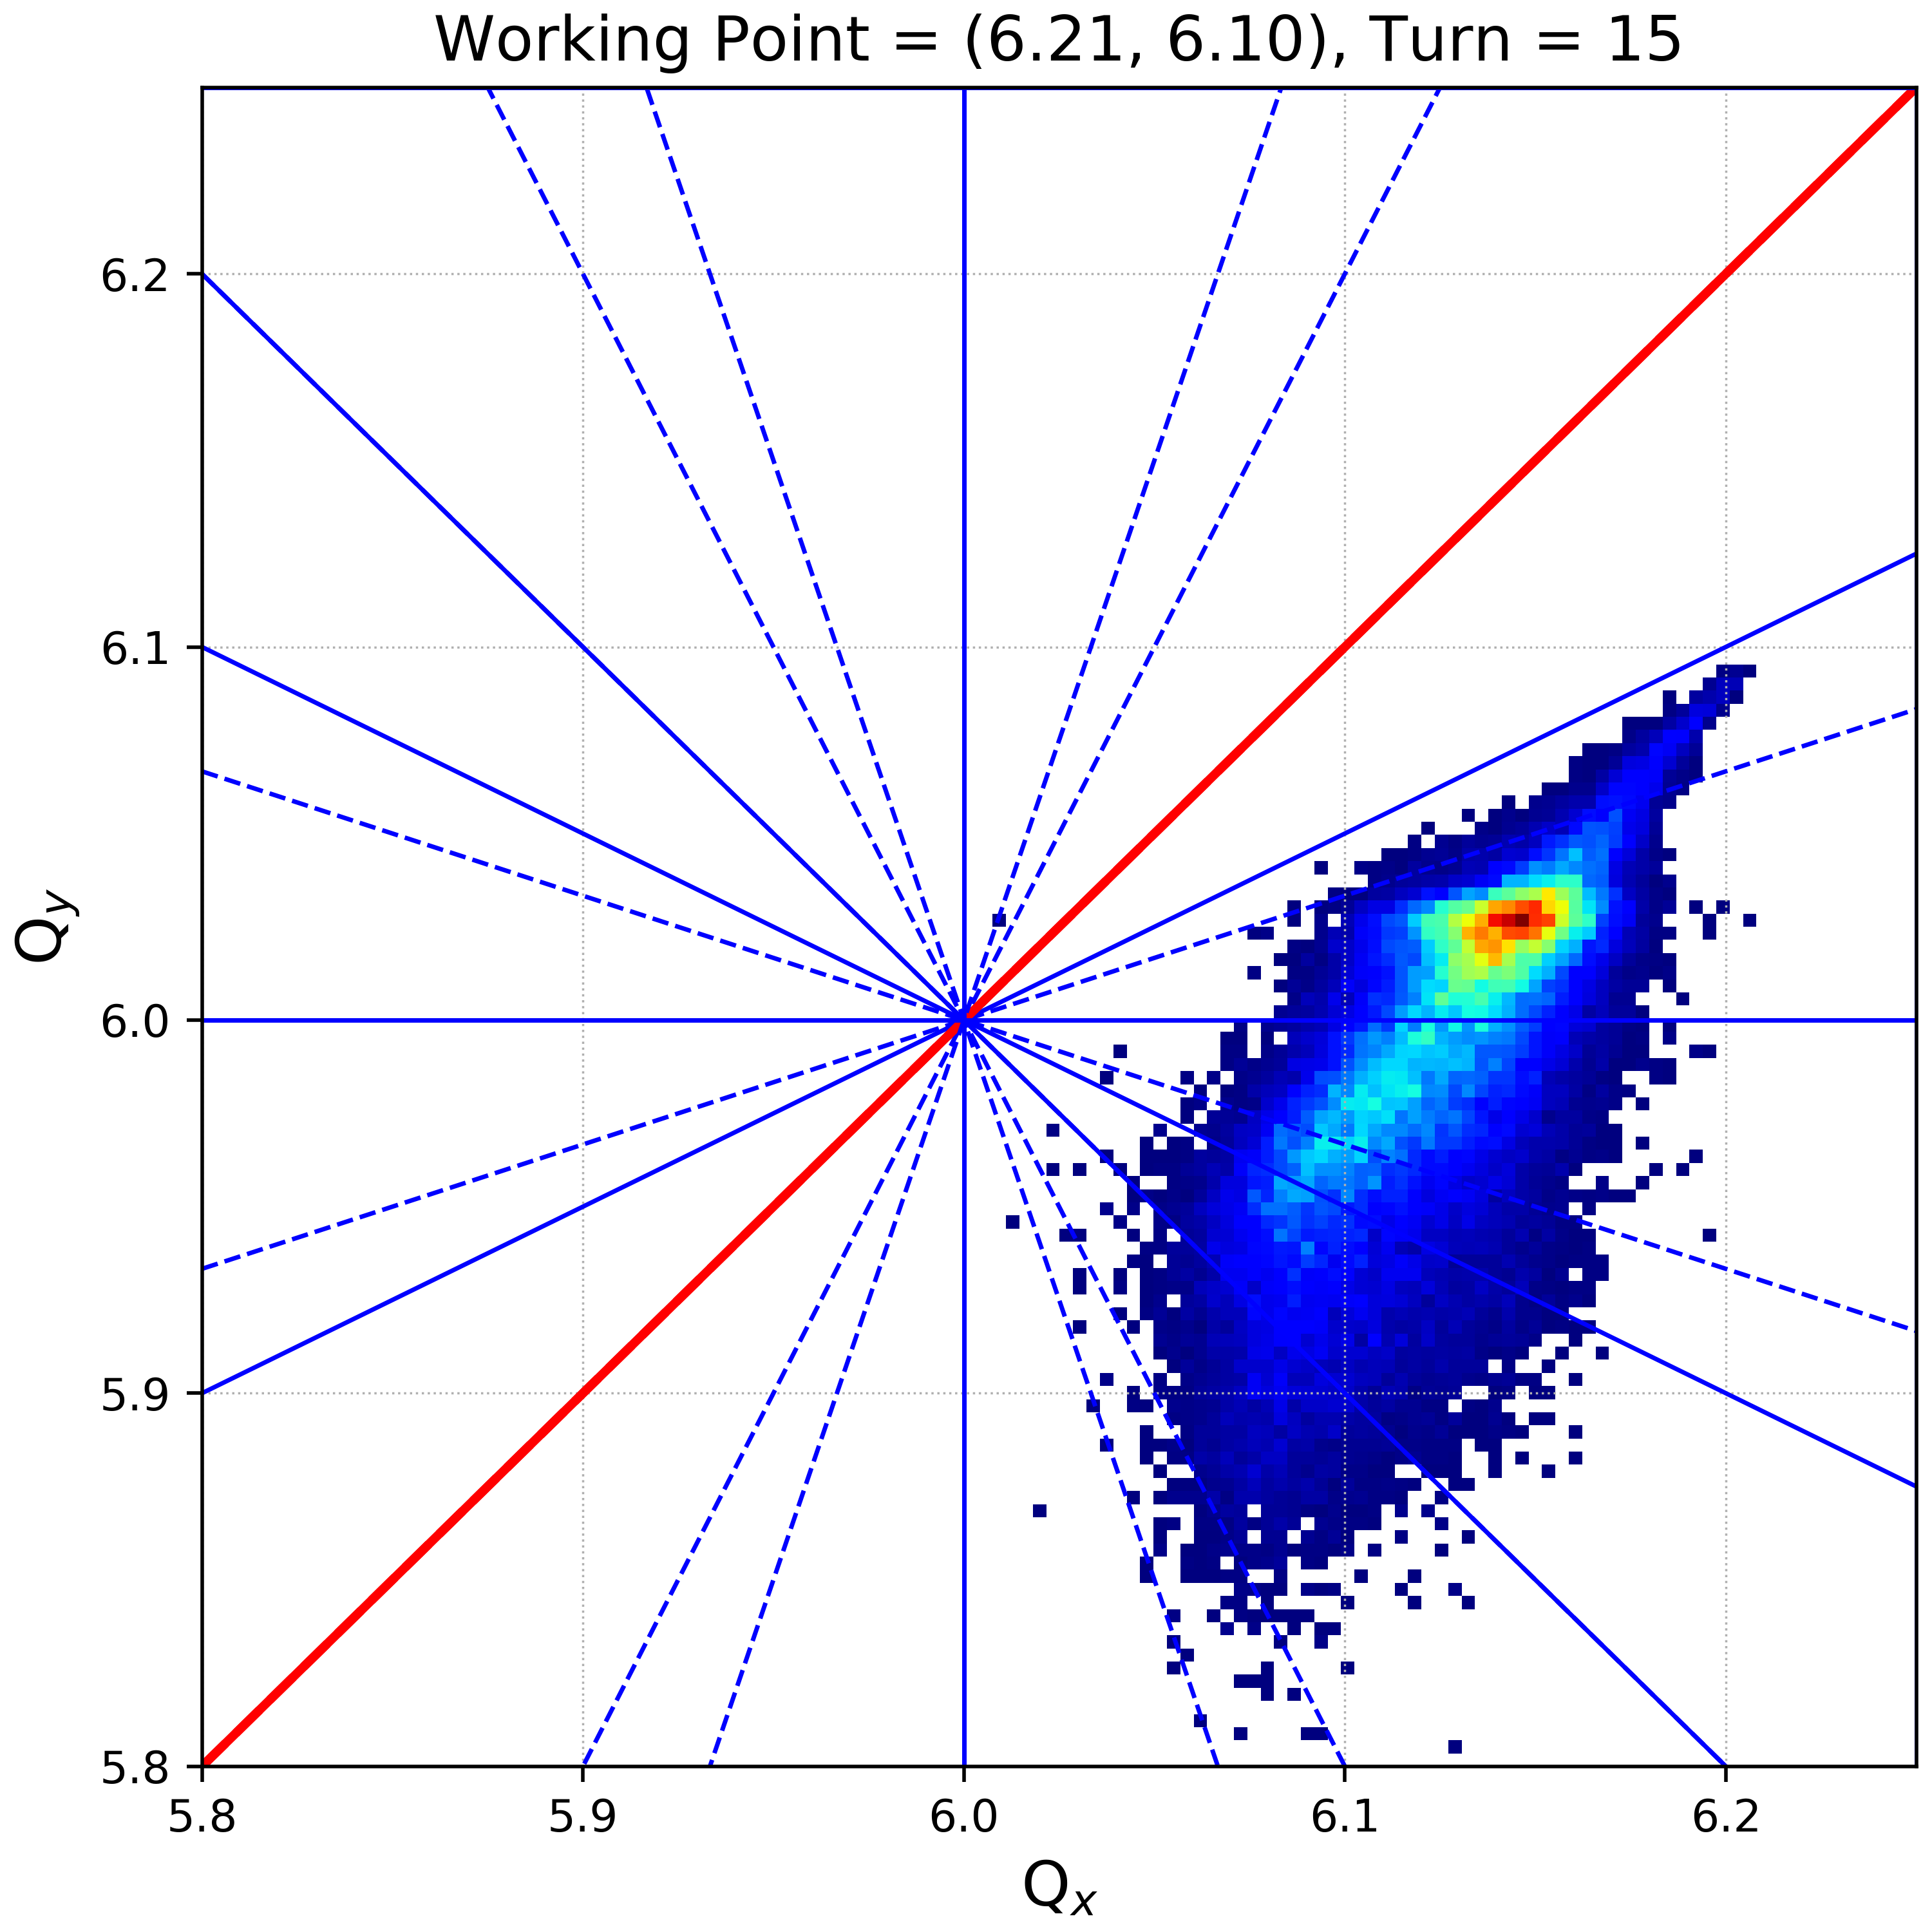 Working Point = (6.21, 6.10), Turn = 15
6.2
6.1
6.0
5.9
5.8
Qy
5.8 5.9 6.0 6.1 6.2
Qx